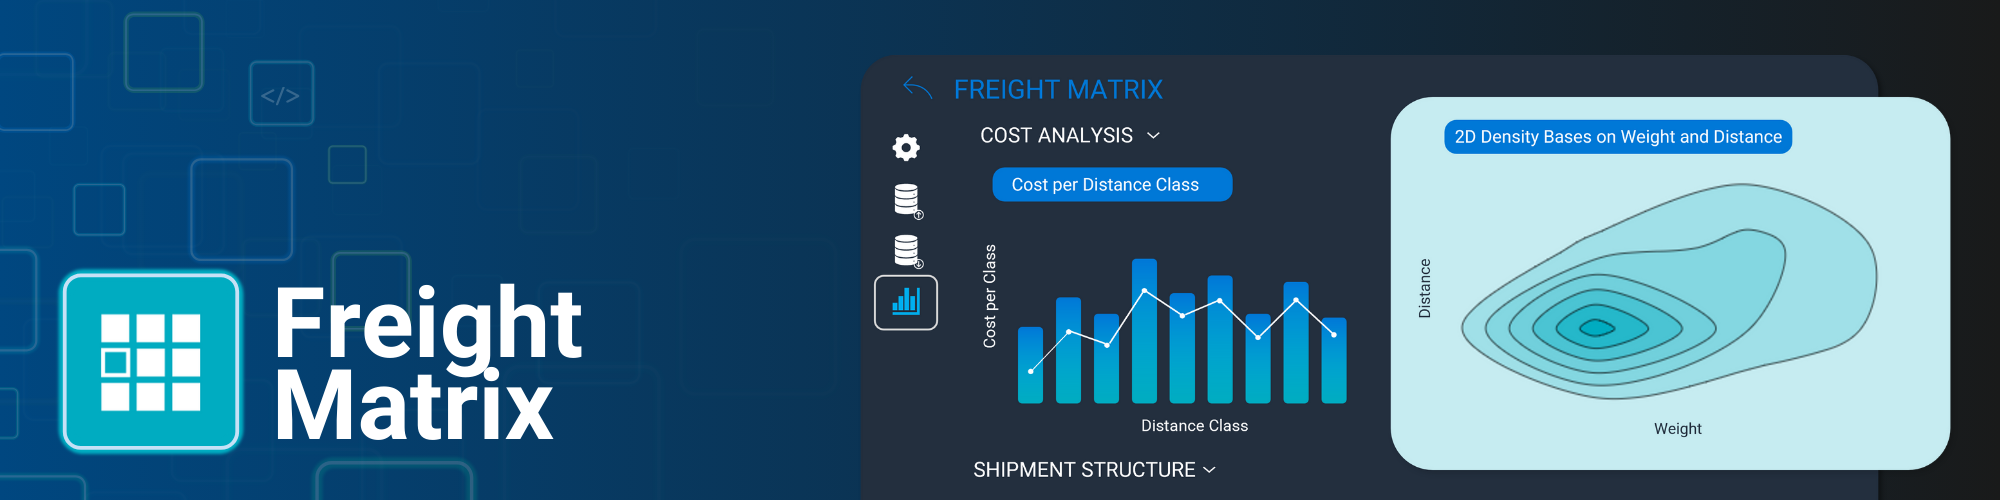 </>
Freight
Matrix
FREIGHT MATRIX
COST ANALYSIS
Cost per Distance Class
Cost per Class
Distance Class
SHIPMENT STRUCTURE
2D Density Bases on Weight and Distance
Distance
Weight